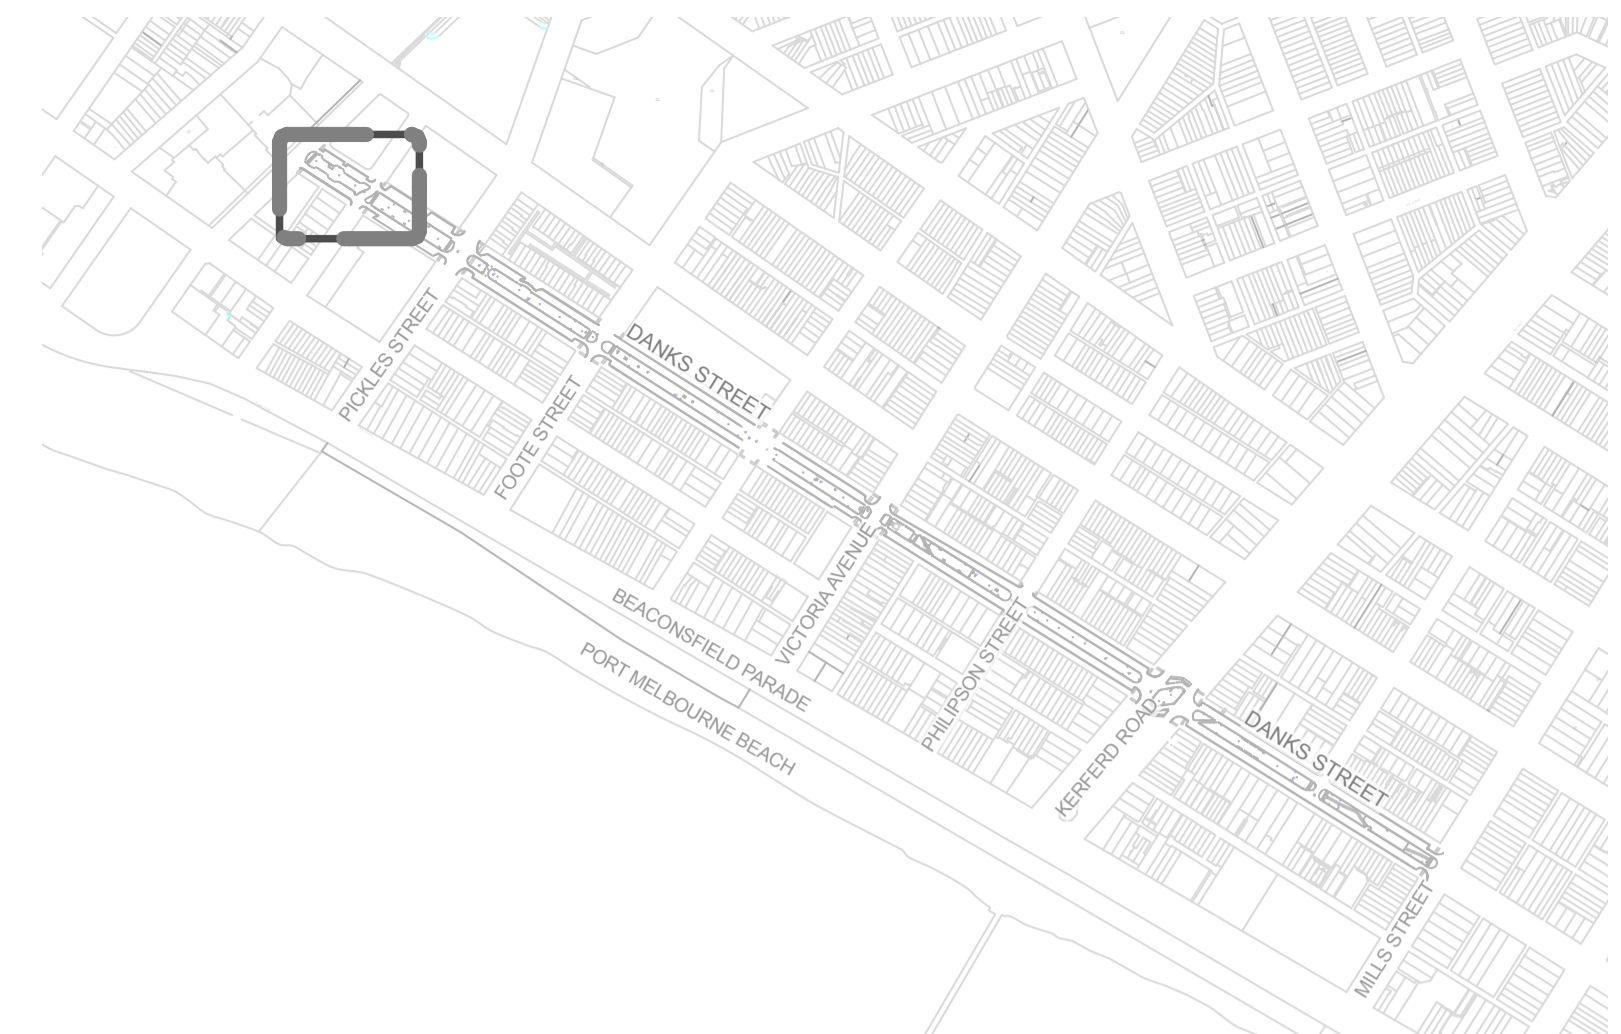 DANKS STREET
PICKLES STREET
FOOTE STREET
VICTORIA AVENUE
BEACONSFIELD PARADE
PORT MELBOURNE BEACH
PHILIPSON STREET
KERFERD ROAD
DANKS STREET
MILLS STREET